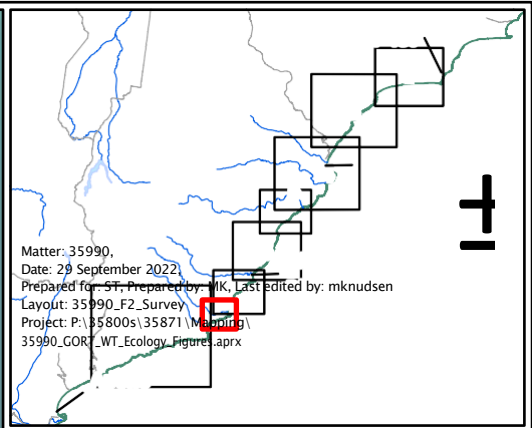 Matter: 35990,
Date: 29 September 2022,
Prepared for: ST, Prepared by: MK, Last edited by: mknudsen
Layout: 35990_F2_Survey
Project: P:\35800s\35871\Mapping\
35990_GORT_WT_Ecology_Figures.aprx